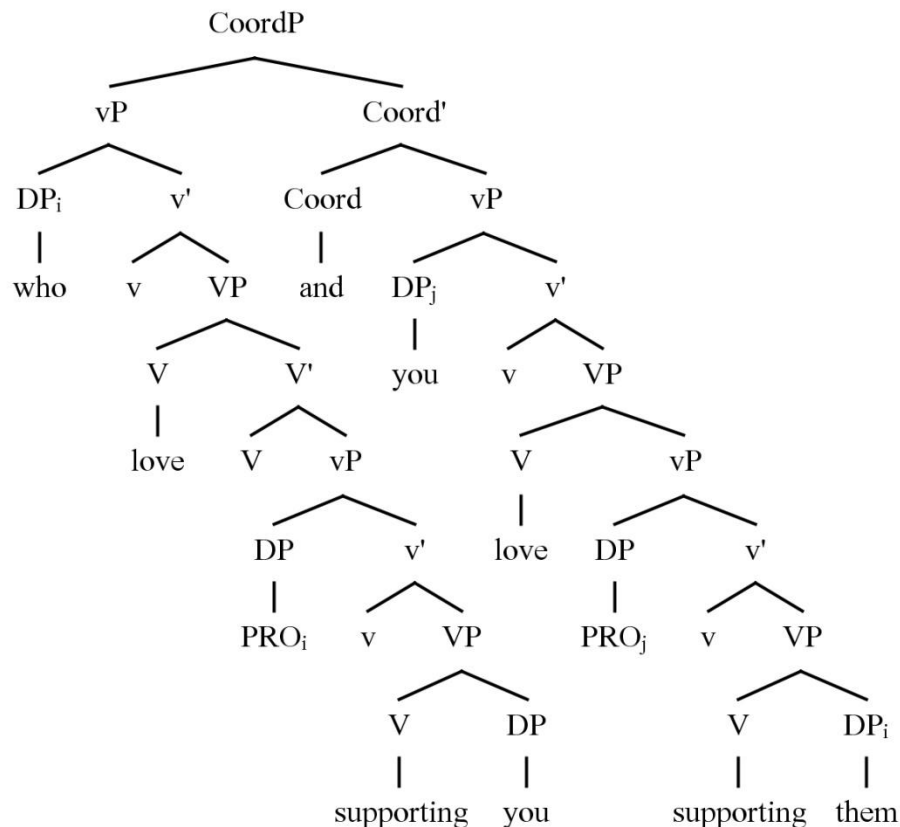 CoordP
vP Coord'
DPi v' Coord vP
who v VP and DPj v'
V V' you v VP
love V vP V vP
DP v' love DP v'
PROi v VP PROj v VP
V DP V DPi
supporting you supporting them